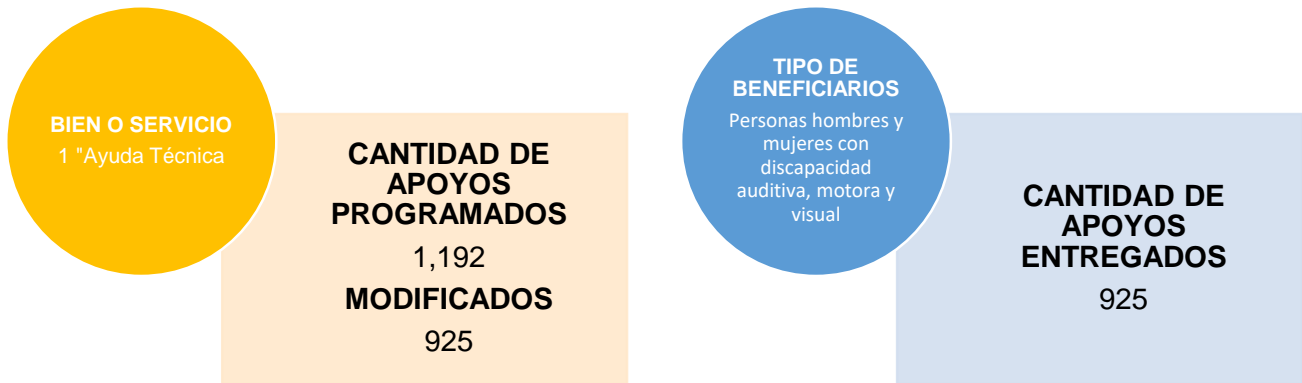 BIEN O SERVICIO
1 "Ayuda Técnica
CANTIDAD DE
APOYOS
PROGRAMADOS
1,192
MODIFICADOS
925
TIPO DE
BENEFICIARIOS
Personas hombres y
mujeres con
discapacidad
auditiva, motora y
visual
CANTIDAD DE
APOYOS
ENTREGADOS
925